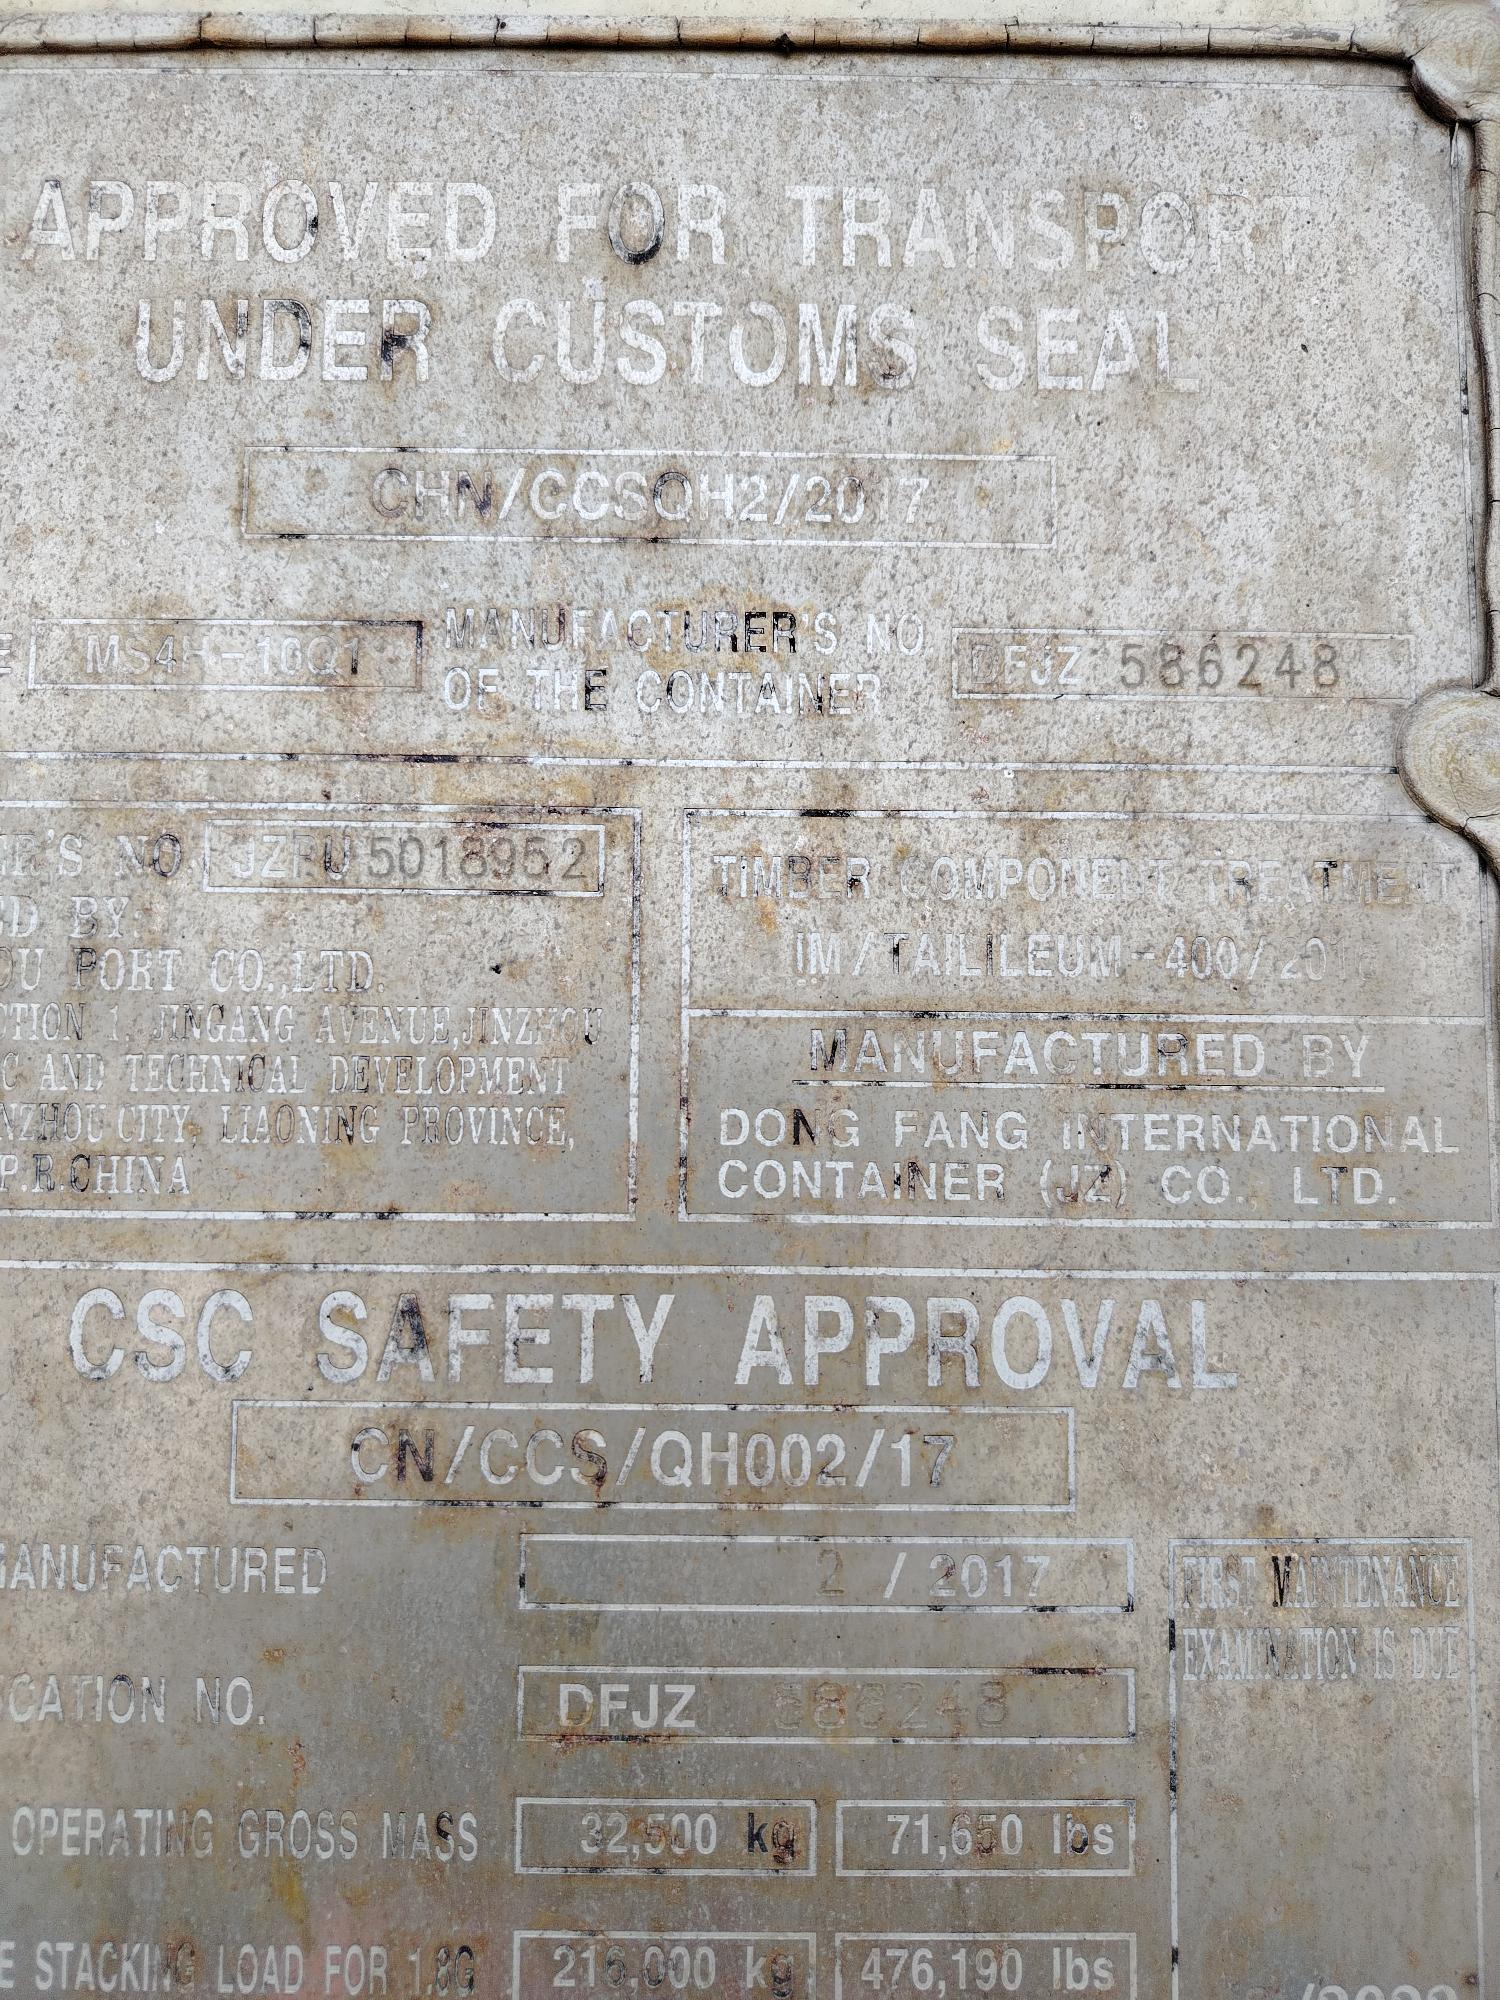 APPROVED FOR TRANSPORT
UNDER CUSTOMS SEAL
CHN/CCSQH2/2017
E MS4H-10Q1 MANUFACTURER'S NO.
OF THE CONTAINER DFJZ 586248
'S NO JZPU 5018952
ED BY:
OU PORT CO.,LTD.
CTION 1, JINGANG AVENUE,JINZHOU
C AND TECHNICAL DEVELOPMENT
NZHOU CITY, LIAONING PROVINCE,
P.R.CHINA
TIMBER COMPONENT TREATMENT
IM/TAILILEUM-400/
MANUFACTURED BY
DONG FANG INTERNATIONAL
CONTAINER (JZ) CO., LTD.
CSC SAFETY APPROVAL
CN/CCS/QH002/17
MANUFACTURED 2 / 2017
CATION NO. DFJZ 586248
OPERATING GROSS MASS 32,500 kg 71,650 lbs
E STACKING LOAD FOR 1.8G 216,000 kg 476,190 lbs
FIRST MAINTENANCE
EXAMINATION IS DUE